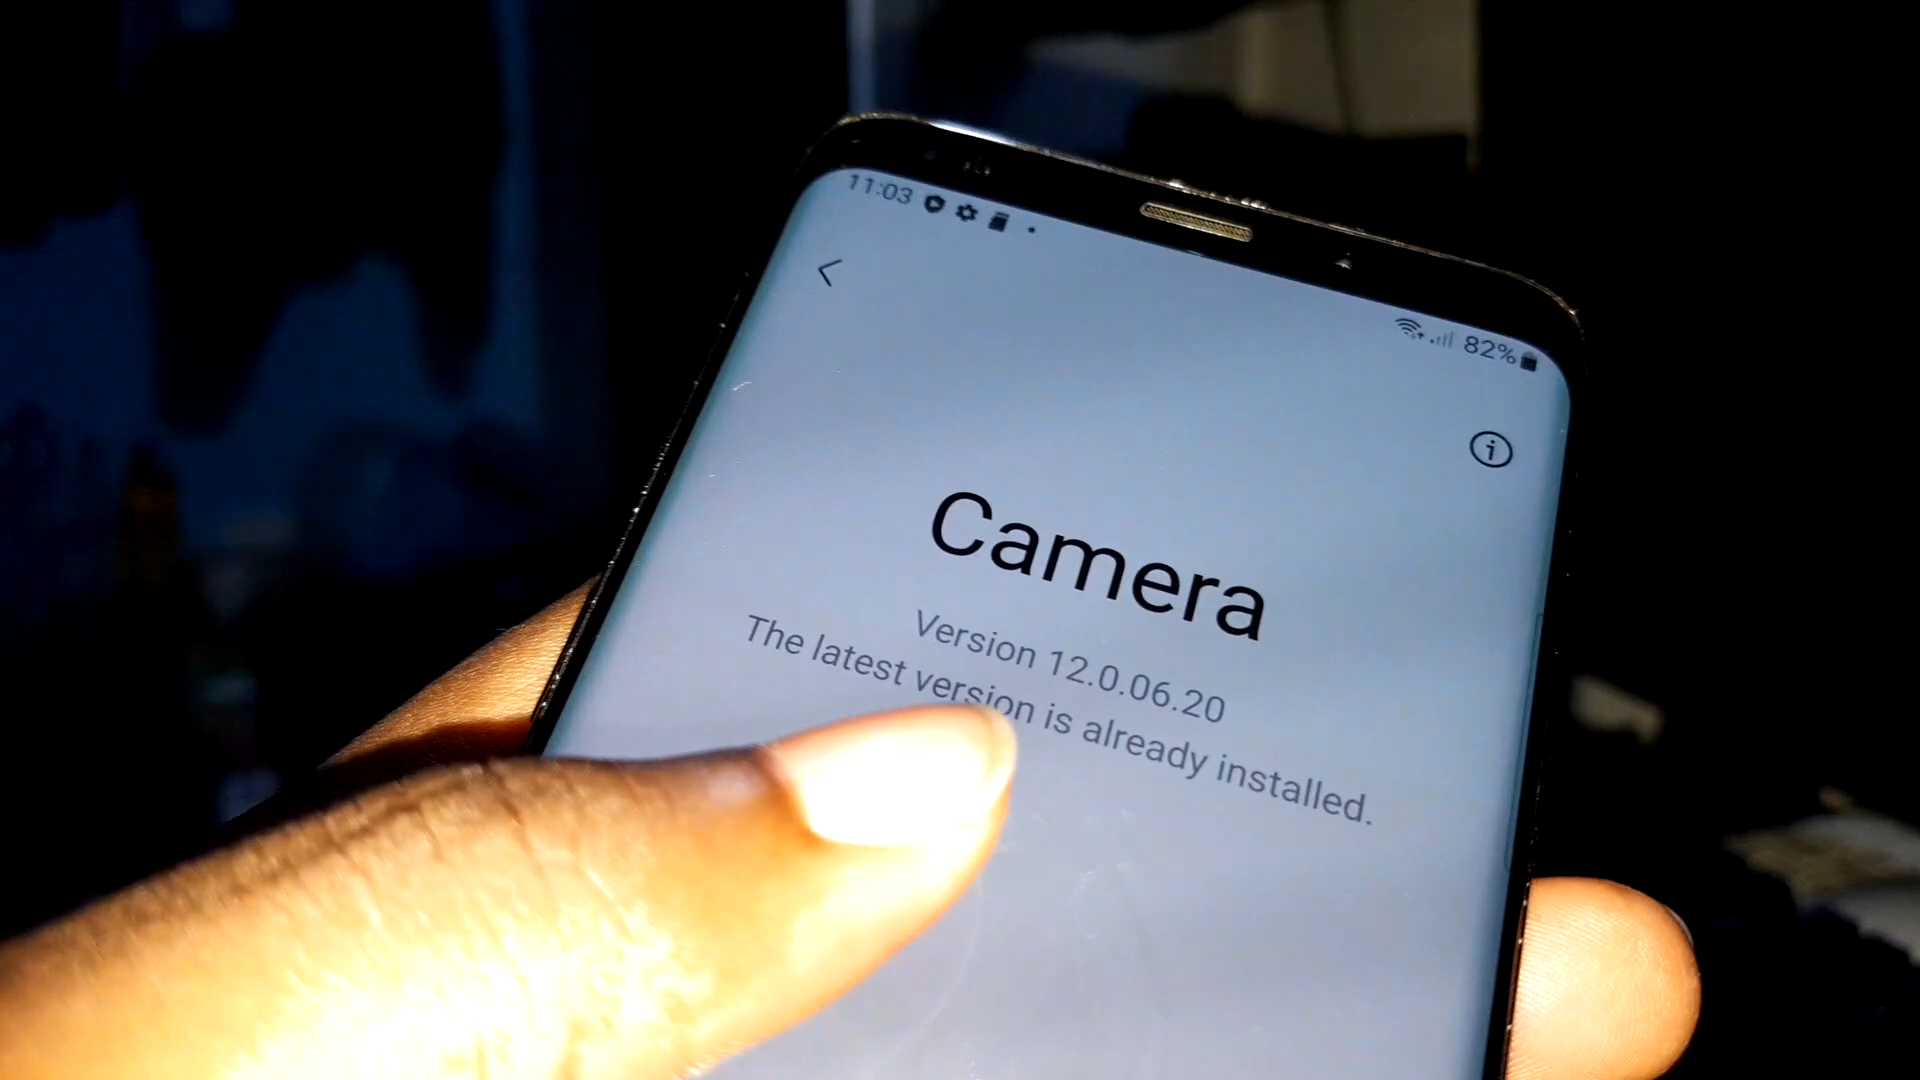 11:03
82%
Camera
Version 12.0.06.20
The latest version is already installed.